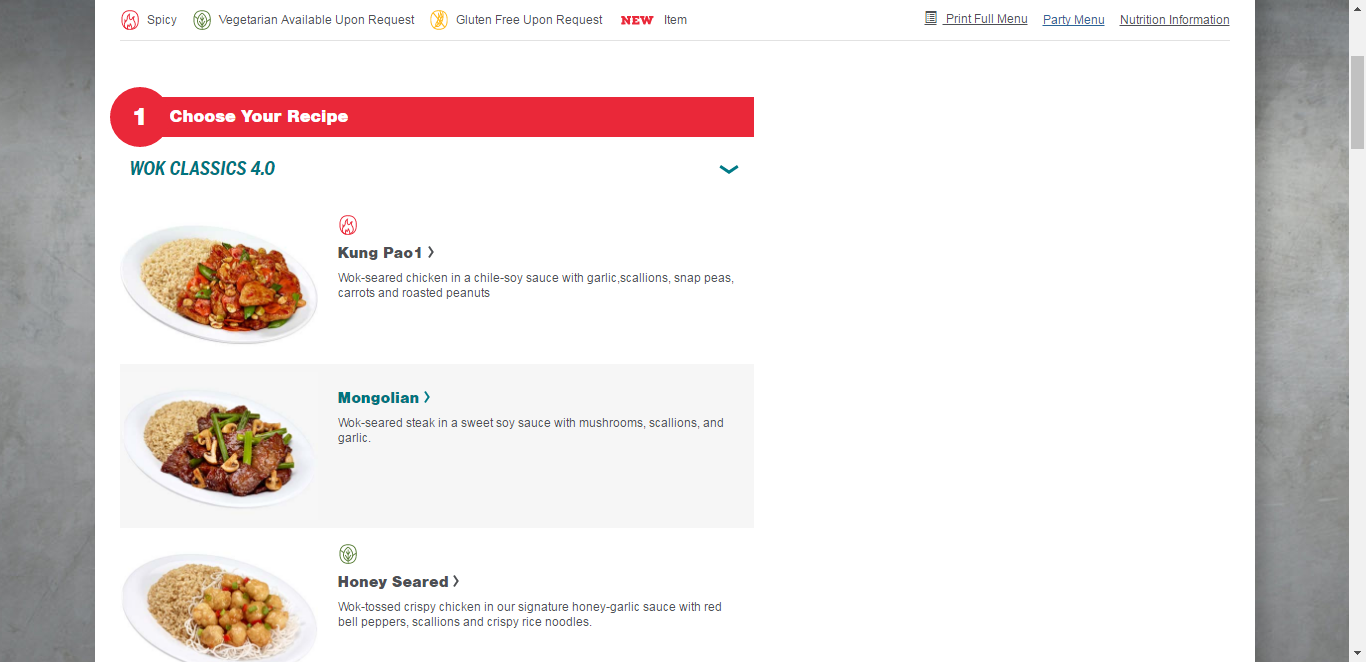 Spicy Vegetarian Available Upon Request Gluten Free Upon Request NEW Item Print Full Menu Party Menu Nutrition Information
1 Choose Your Recipe
WOK CLASSICS 4.0
Kung Pao1
Wok-seared chicken in a chile-soy sauce with garlic,scallions, snap peas,
carrots and roasted peanuts
Mongolian
Wok-seared steak in a sweet soy sauce with mushrooms, scallions, and
garlic.
Honey Seared
Wok-tossed crispy chicken in our signature honey-garlic sauce with red
bell peppers, scallions and crispy rice noodles.